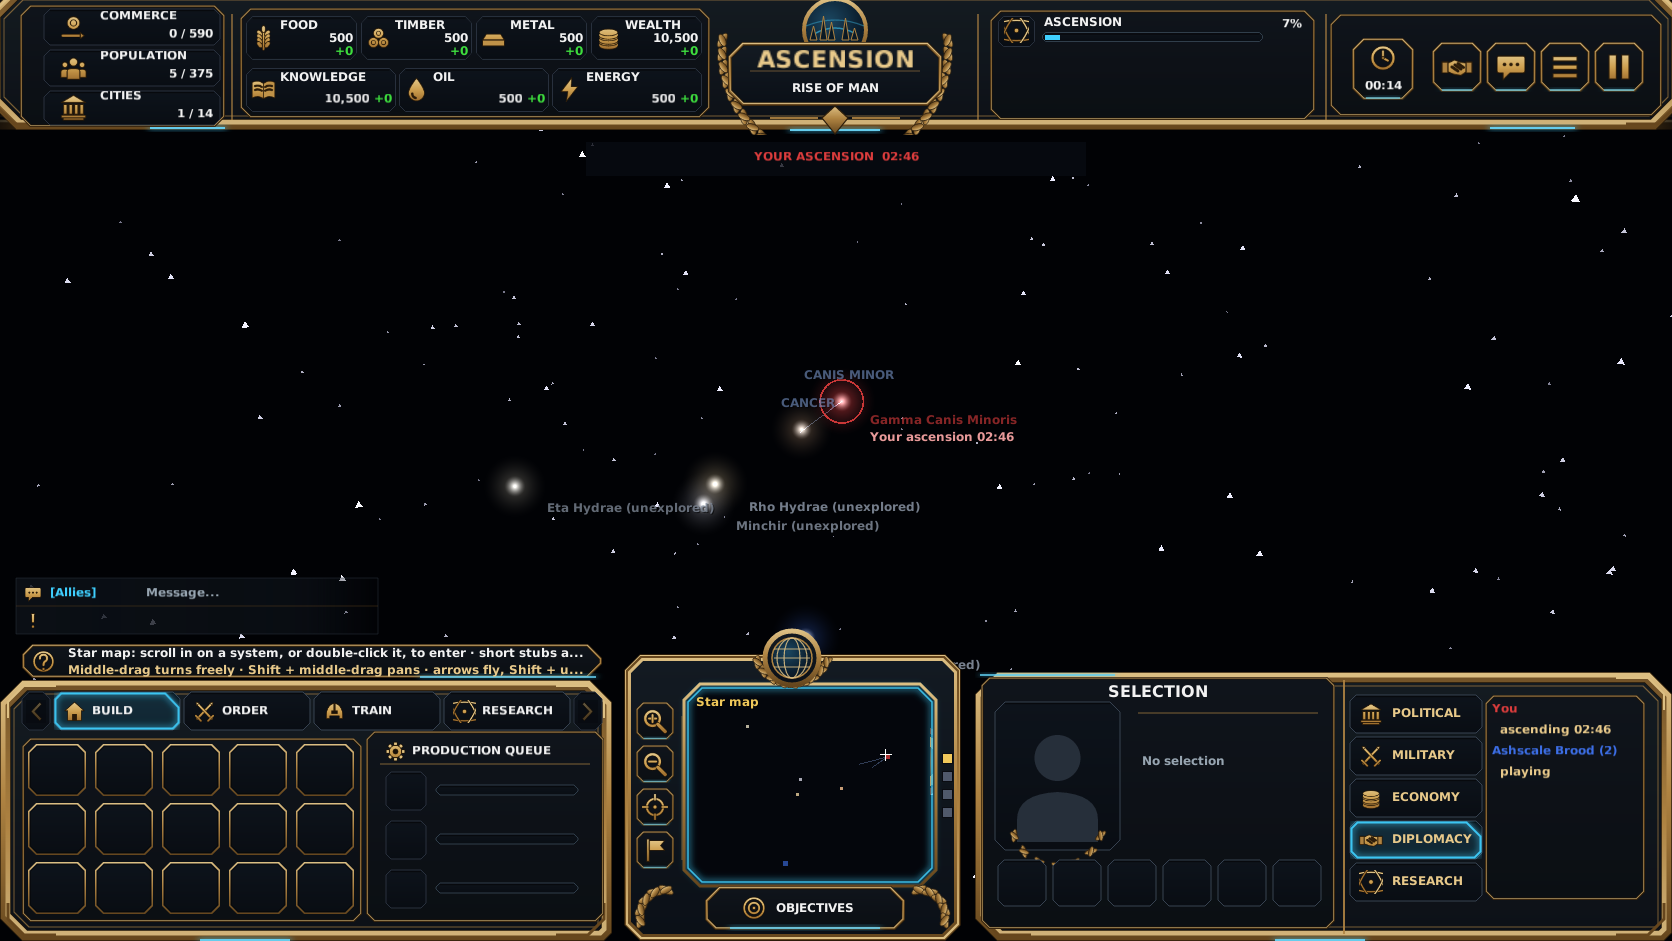 COMMERCE
0 / 590
POPULATION
5 / 375
CITIES
1 / 14
FOOD
500
+0
TIMBER
500
+0
METAL
500
+0
WEALTH
10,500
+0
KNOWLEDGE
10,500 +0
OIL
500 +0
ENERGY
500 +0
ASCENSION
RISE OF MAN
ASCENSION
7%
00:14
YOUR ASCENSION 02:46
CANIS MINOR
CANCER
Gamma Canis Minoris
Your ascension 02:46
Eta Hydrae (unexplored)
Rho Hydrae (unexplored)
Minchir (unexplored)
[Allies] Message...
!
Star map: scroll in on a system, or double-click it, to enter · short stubs a...
Middle-drag turns freely · Shift + middle-drag pans · arrows fly, Shift + u...
ed)
BUILD
ORDER
TRAIN
RESEARCH
PRODUCTION QUEUE
Star map
OBJECTIVES
SELECTION
No selection
POLITICAL
MILITARY
ECONOMY
DIPLOMACY
RESEARCH
You
ascending 02:46
Ashscale Brood (2)
playing